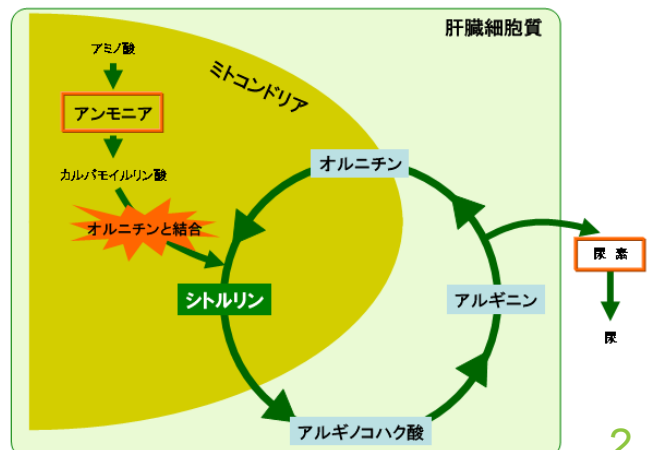 肝臓細胞質
アミノ酸
ミトコンドリア
アンモニア
カルバモイルリン酸
オルニチン
オルニチンと結合
尿素
シトルリン
アルギニン
尿
アルギノコハク酸
2